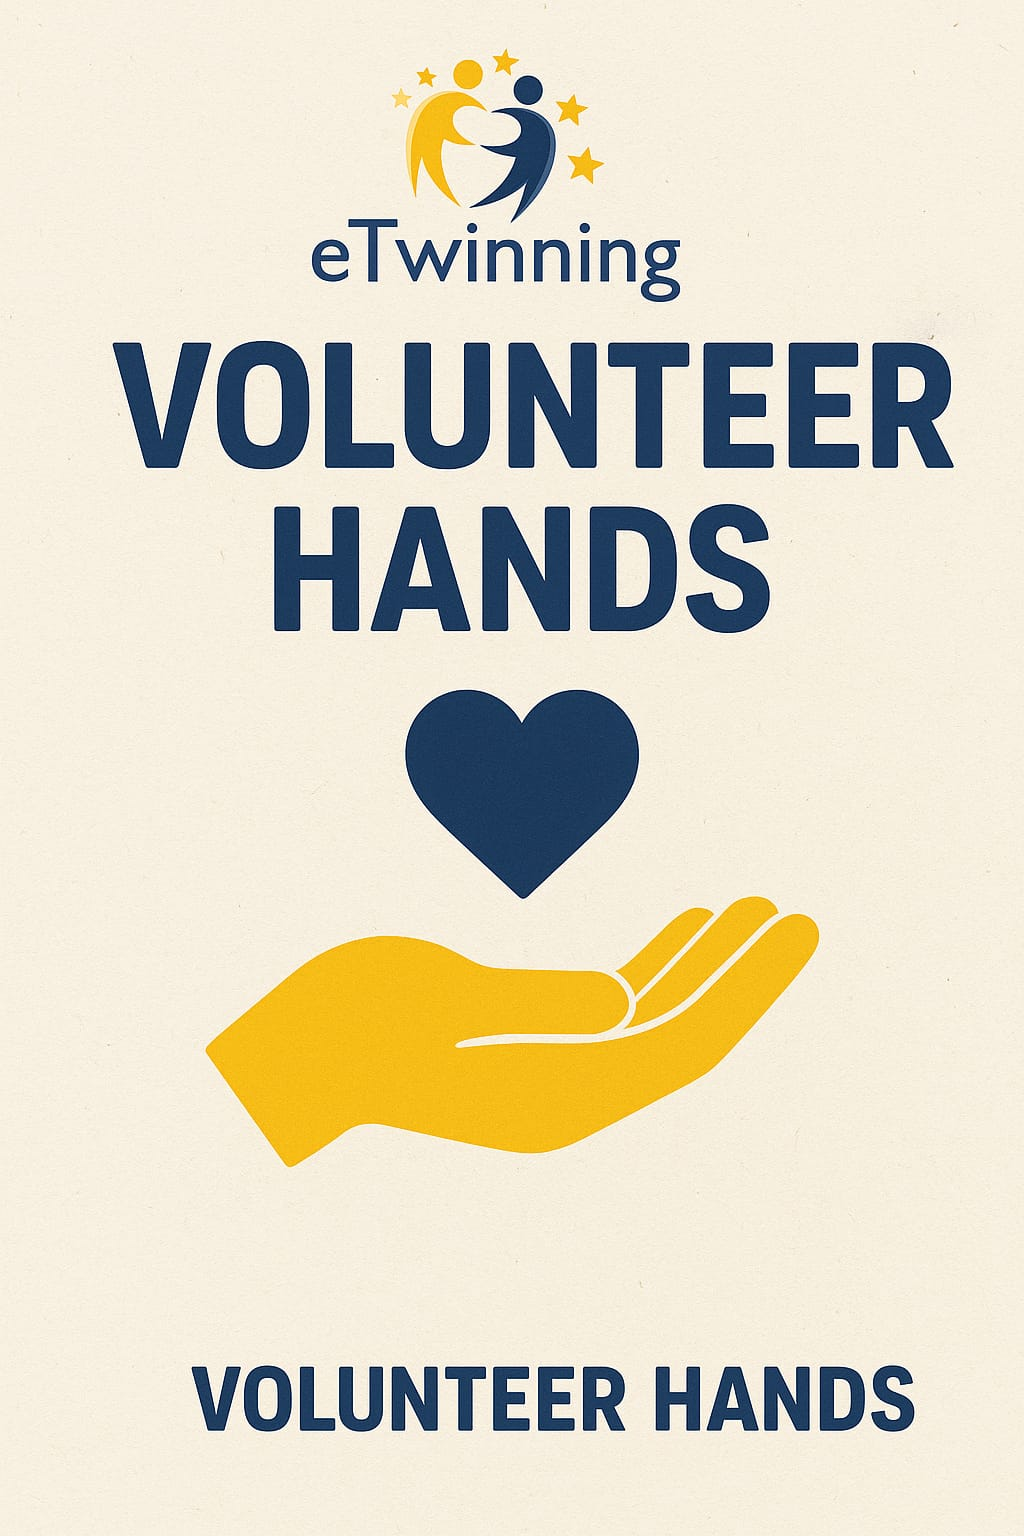 eTwinning
VOLUNTEER
HANDS
VOLUNTEER HANDS